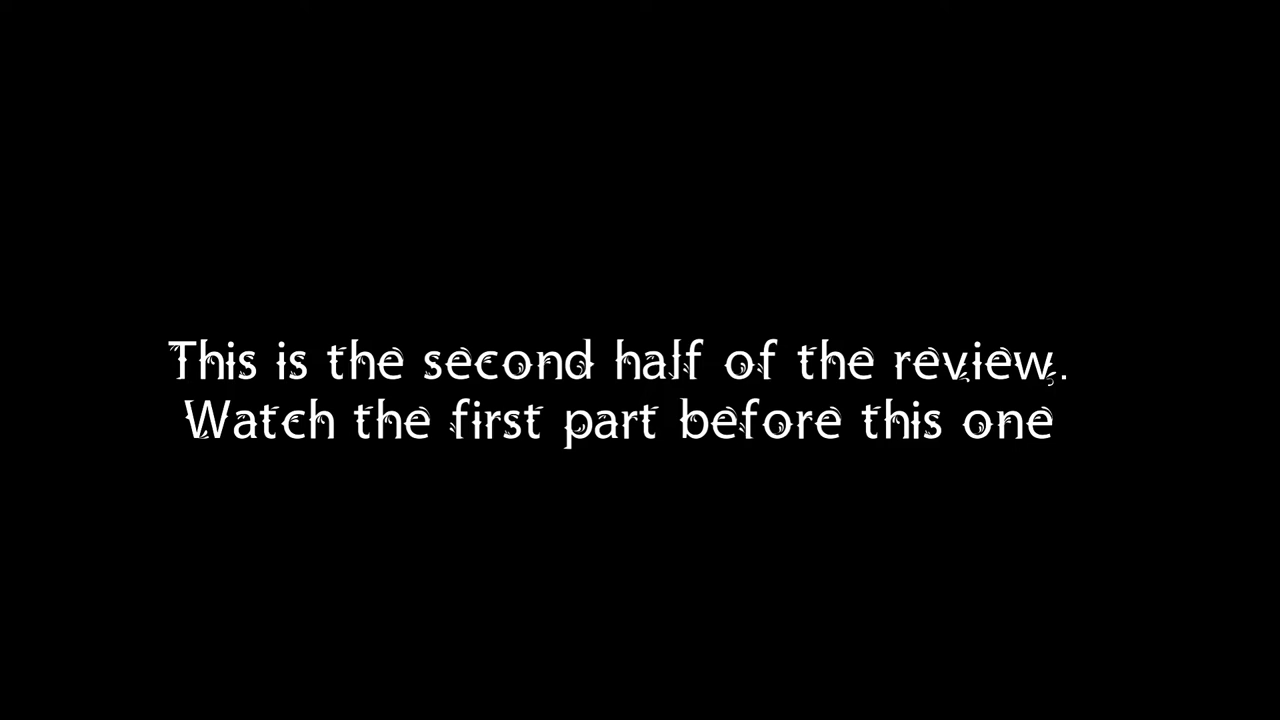 This is the second half of the review.
Watch the first part before this one